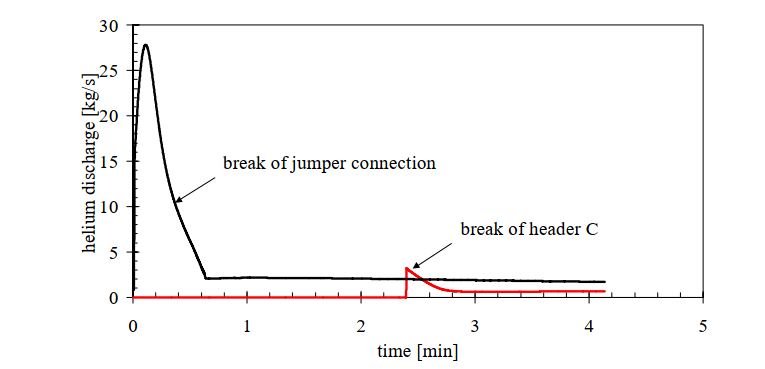 30
25
20
15
10
5
0
helium discharge [kg/s]
break of jumper connection
break of header C
0 1 2 3 4 5
time [min]